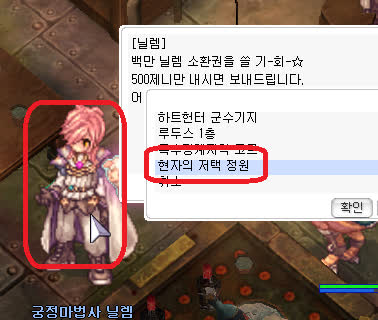 [닐렘]
백만 닐렘 소환권을 쓸 기-회-☆
500제니만 내시면 보내드립니다.
하트헌터 군수기지
루두스 1층
현자의 저택 정원
취소
확인
궁정마법사 닐렘